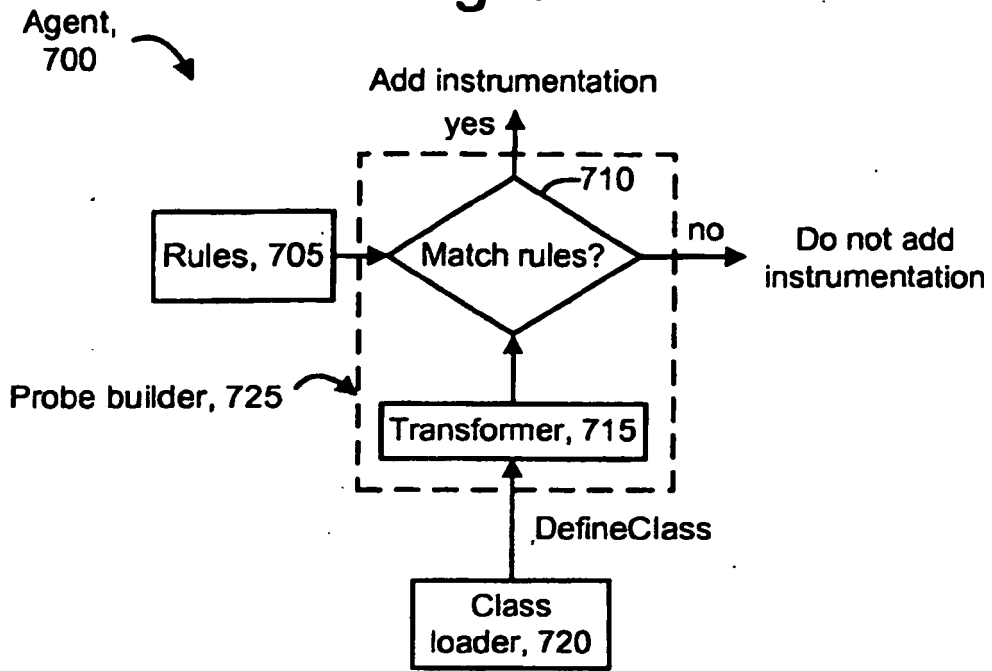 Agent,
700
Add instrumentation
yes
710
Rules, 705
Match rules?
no
Do not add
instrumentation
Probe builder, 725
Transformer, 715
DefineClass
Class
loader, 720